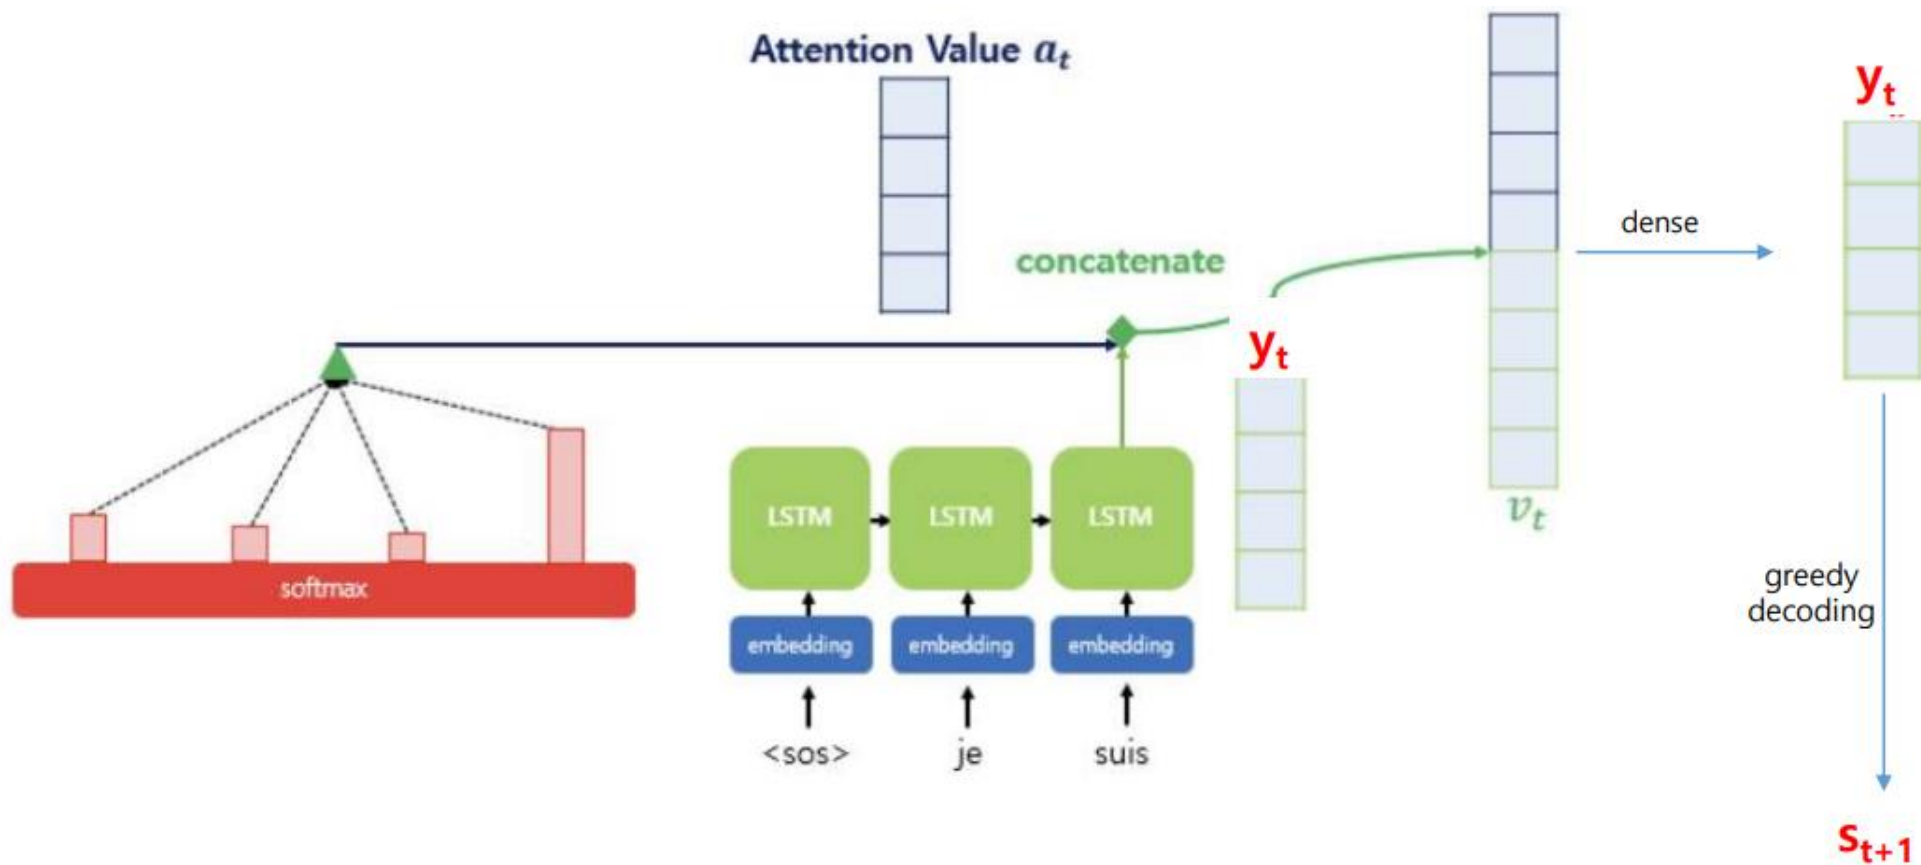 Attention Value a_t
y_t
dense
concatenate
y_t
LSTM
LSTM
LSTM
v_t
softmax
greedy
decoding
embedding
embedding
embedding
<sos>
je
suis
s_{t+1}